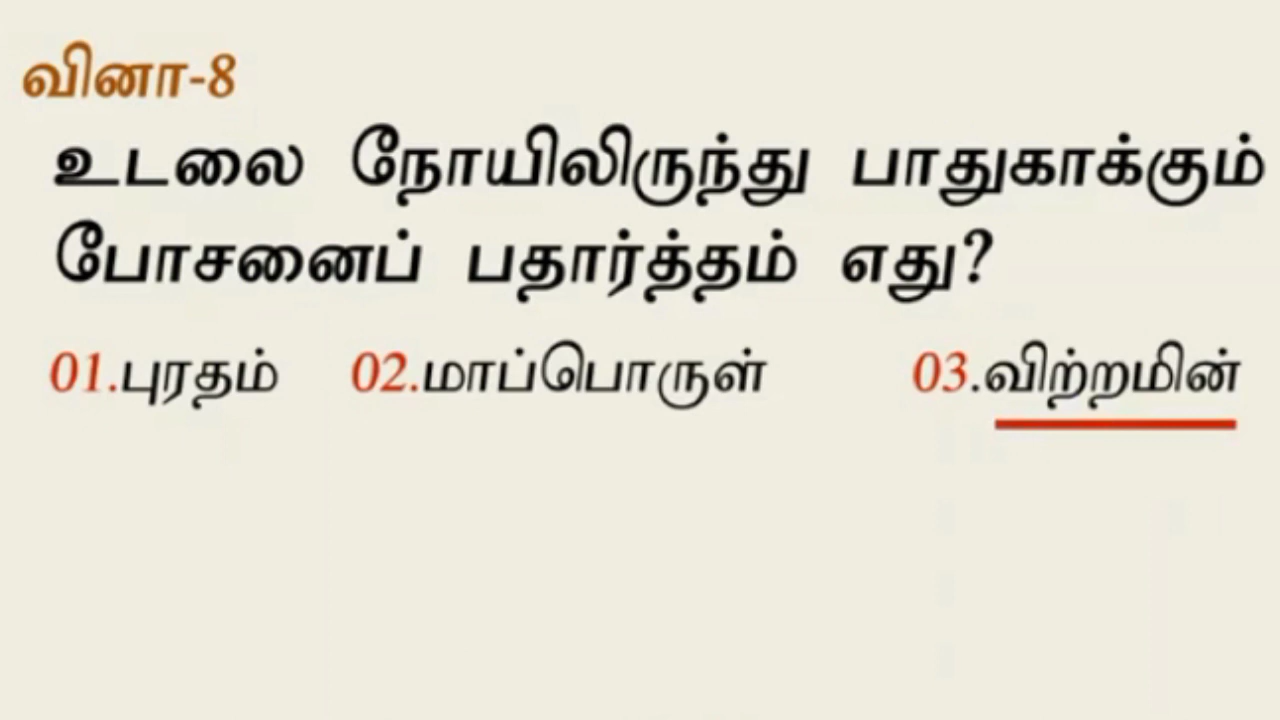 வினா-8
உடலை நோயிலிருந்து பாதுகாக்கும்
போசனைப் பதார்த்தம் எது?
01.புரதம் 02.மாப்பொருள் 03.விற்றமின்